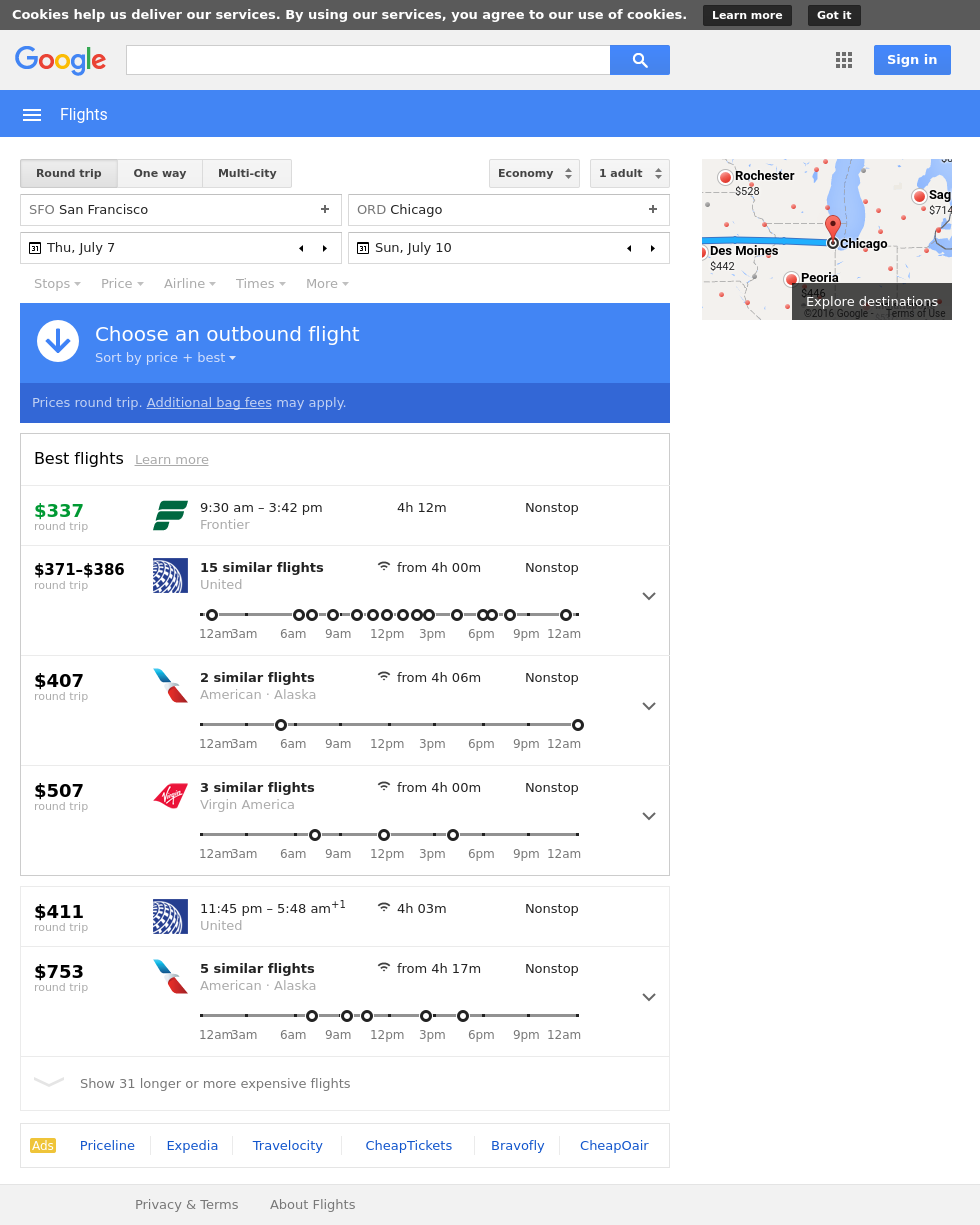 Cookies help us deliver our services. By using our services, you agree to our use of cookies. Learn more Got it
Google
Sign in
Flights
Round trip One way Multi-city Economy 1 adult
SFO San Francisco ORD Chicago
Thu, July 7 Sun, July 10
Stops Price Airline Times More
Choose an outbound flight
Sort by price + best
Prices round trip. Additional bag fees may apply.
Rochester
$528
Sag
$714
Chicago
Des Moines
$442
Peoria
$446
Explore destinations
©2016 Google - Terms of Use
Best flights Learn more
$337 9:30 am – 3:42 pm 4h 12m Nonstop
round trip Frontier
$371–$386 15 similar flights from 4h 00m Nonstop
round trip United
12am 3am 6am 9am 12pm 3pm 6pm 9pm 12am
$407 2 similar flights from 4h 06m Nonstop
round trip American · Alaska
12am 3am 6am 9am 12pm 3pm 6pm 9pm 12am
$507 3 similar flights from 4h 00m Nonstop
round trip Virgin America
12am 3am 6am 9am 12pm 3pm 6pm 9pm 12am
$411 11:45 pm – 5:48 am+1 4h 03m Nonstop
round trip United
$753 5 similar flights from 4h 17m Nonstop
round trip American · Alaska
12am 3am 6am 9am 12pm 3pm 6pm 9pm 12am
Show 31 longer or more expensive flights
Ads Priceline Expedia Travelocity CheapTickets Bravofly CheapOair
Privacy & Terms About Flights